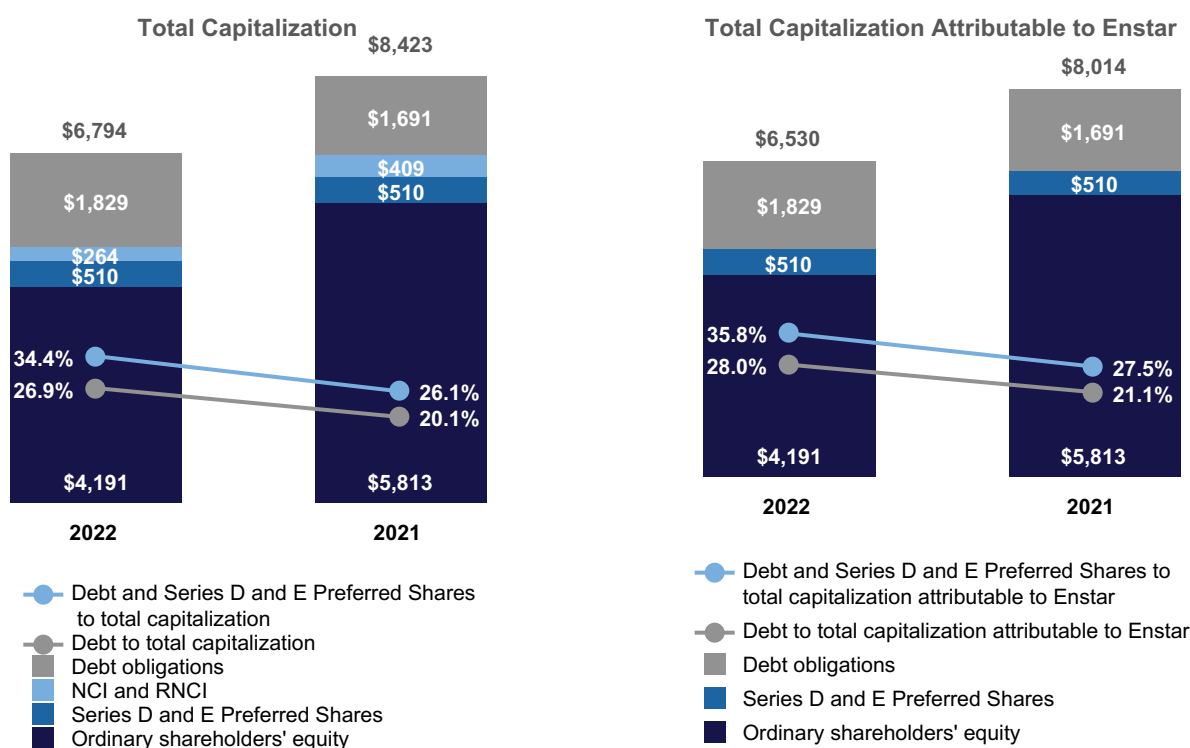 Total Capitalization
$8,423
$6,794
$1,691
$409
$510
$1,829
$264
$510
34.4%
26.9%
26.1%
20.1%
$4,191
$5,813
2022
2021
Debt and Series D and E Preferred Shares
to total capitalization
Debt to total capitalization
Debt obligations
NCI and RNCI
Series D and E Preferred Shares
Ordinary shareholders' equity
Total Capitalization Attributable to Enstar
$8,014
$6,530
$1,691
$510
$1,829
$510
35.8%
28.0%
27.5%
21.1%
$4,191
$5,813
2022
2021
Debt and Series D and E Preferred Shares to
total capitalization attributable to Enstar
Debt to total capitalization attributable to Enstar
Debt obligations
Series D and E Preferred Shares
Ordinary shareholders' equity